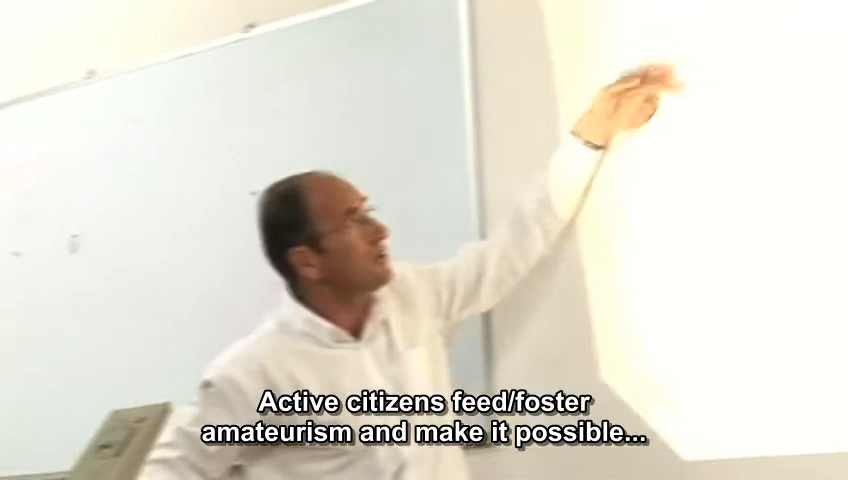 Active citizens feed/foster
amateurism and make it possible...